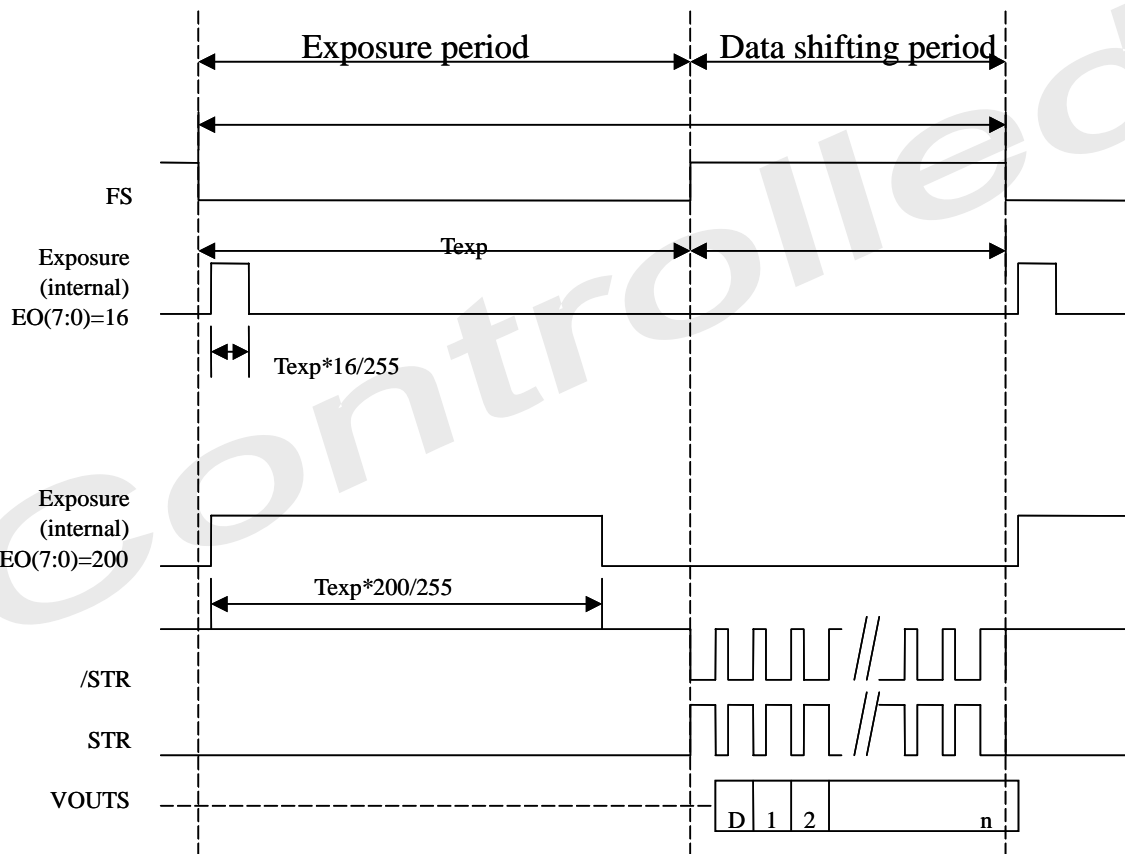 Exposure period
Data shifting period
FS
Texp
Exposure
(internal)
EO(7:0)=16
Texp*16/255
Exposure
(internal)
EO(7:0)=200
Texp*200/255
/STR
STR
VOUTS
D 1 2 n
Controlled